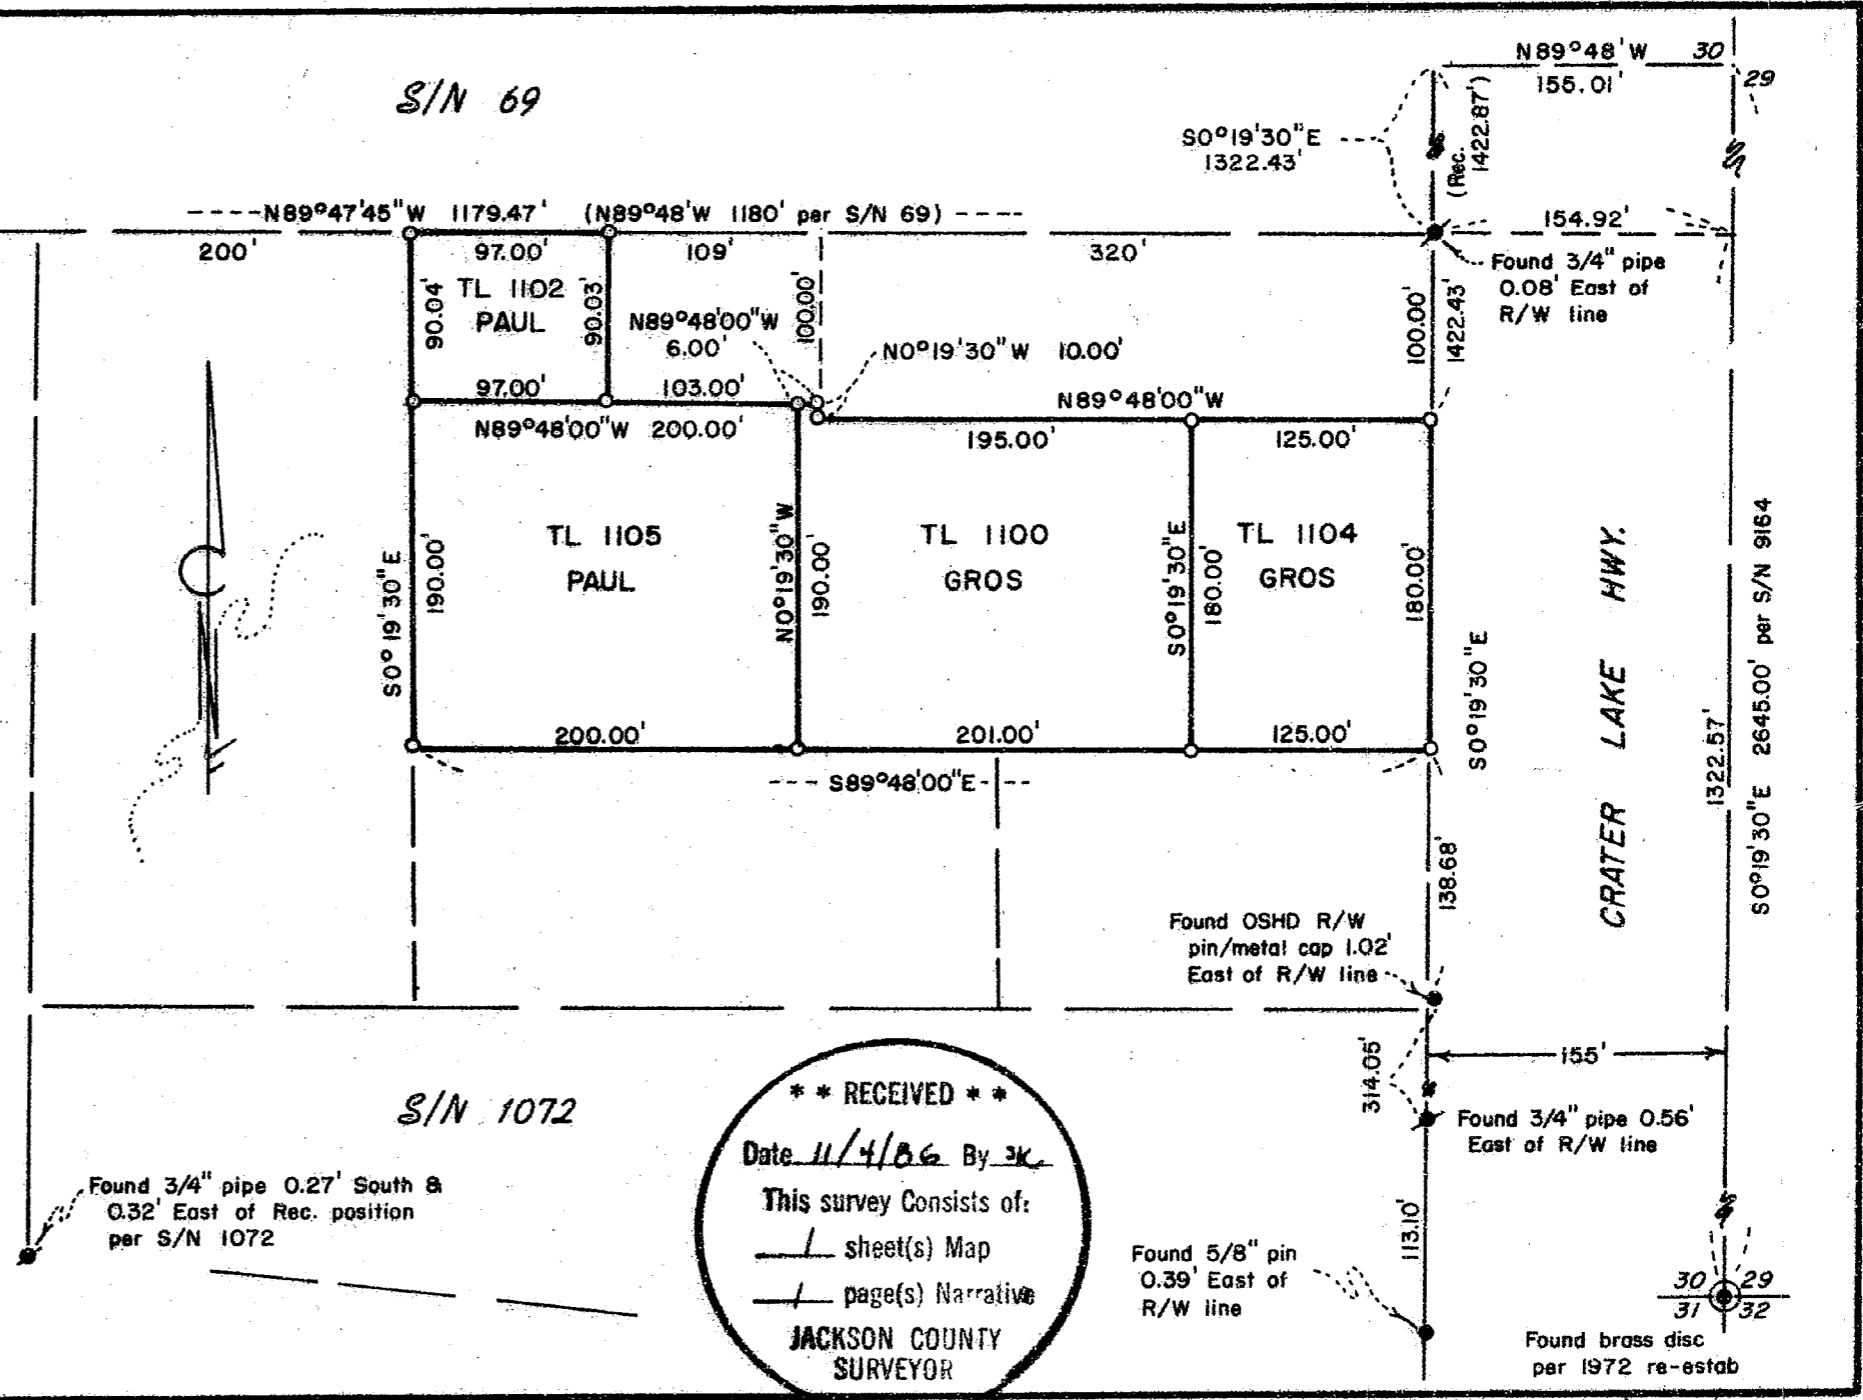 N89°48'W 30
155.01' 29
S/N 69
S0°19'30"E
1322.43'
(Rec.
1422.87')
N89°47'45"W 1179.47' (N89°48'W 1180' per S/N 69)
154.92'
200' 97.00' 109' 320'
Found 3/4" pipe
0.08' East of
R/W line
TL 1102
PAUL
90.04'
90.03'
N89°48'00"W
6.00'
100.00'
N0°19'30"W 10.00'
100.00'
1422.43'
97.00' 103.00'
N89°48'00"W
N89°48'00"W 200.00'
195.00' 125.00'
TL 1105
PAUL
TL 1100
GROS
TL 1104
GROS
S0°19'30"E
190.00'
N0°19'30"W
190.00'
S0°19'30"E
180.00'
180.00'
S0°19'30"E
CRATER LAKE HWY.
1322.57'
S0°19'30"E 2645.00' per S/N 9164
N
200.00' 201.00' 125.00'
S89°48'00"E
138.68'
Found OSHD R/W
pin/metal cap 1.02'
East of R/W line
155'
314.05'
S/N 1072
Found 3/4" pipe 0.56'
East of R/W line
Found 3/4" pipe 0.27' South &
0.32' East of Rec. position
per S/N 1072
* * RECEIVED * *
Date 11/4/86 By JK
This survey Consists of:
1 sheet(s) Map
1 page(s) Narrative
JACKSON COUNTY
SURVEYOR
113.10'
Found 5/8" pin
0.39' East of
R/W line
30 29
31 32
Found brass disc
per 1972 re-estab